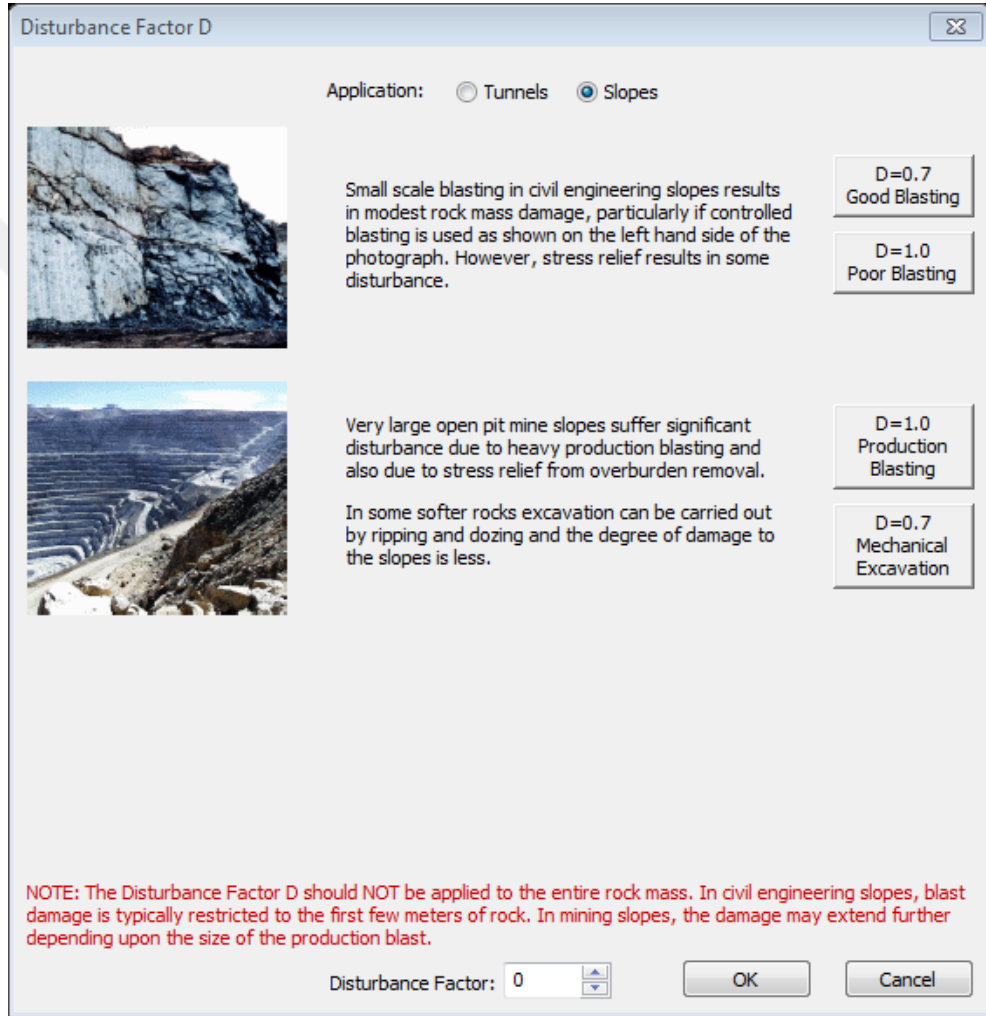 Disturbance Factor D
Application:
Tunnels
Slopes
Small scale blasting in civil engineering slopes results
in modest rock mass damage, particularly if controlled
blasting is used as shown on the left hand side of the
photograph. However, stress relief results in some
disturbance.
D=0.7
Good Blasting
D=1.0
Poor Blasting
Very large open pit mine slopes suffer significant
disturbance due to heavy production blasting and
also due to stress relief from overburden removal.
In some softer rocks excavation can be carried out
by ripping and dozing and the degree of damage to
the slopes is less.
D=1.0
Production
Blasting
D=0.7
Mechanical
Excavation
NOTE: The Disturbance Factor D should NOT be applied to the entire rock mass. In civil engineering slopes, blast
damage is typically restricted to the first few meters of rock. In mining slopes, the damage may extend further
depending upon the size of the production blast.
Disturbance Factor: 0
OK
Cancel